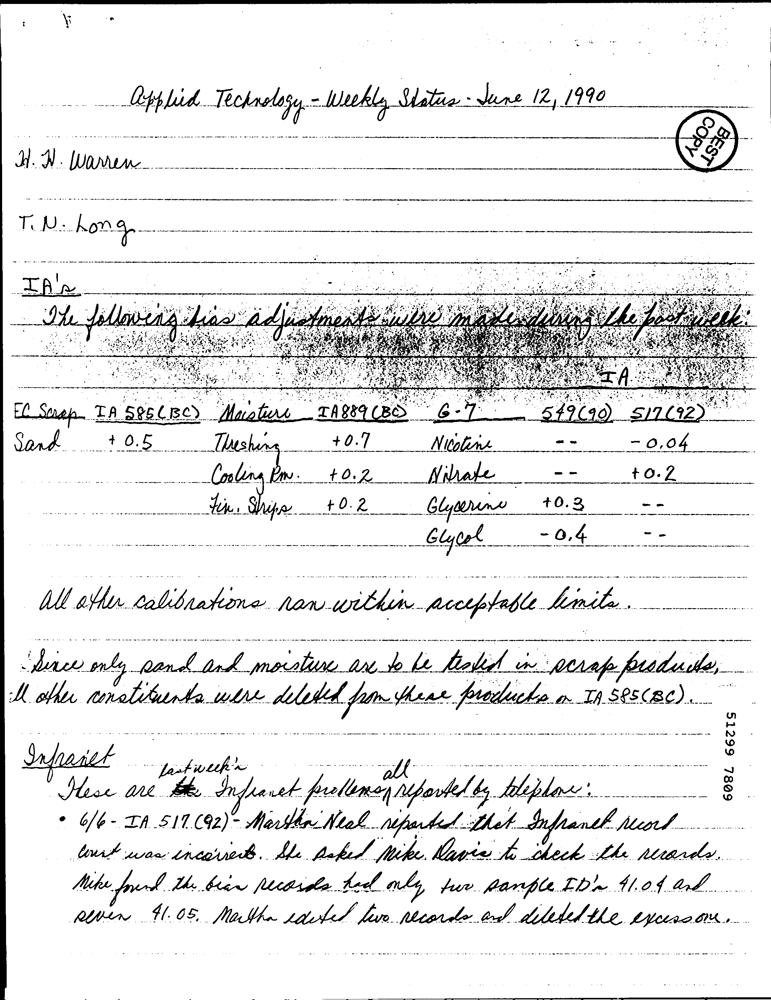 Applied Technology - Weekly Status - June 12, 1990
BEST COPY
H. N. Warren
T. N. Long
IA's
The following bias adjustments were made during the past week:
IA
EC Scrap IA 585(BC) Moisture IA889(BC) G-7 549(90) 517(92)
Sand +0.5 Threshing +0.7 Nicotine -- -0.04
Cooling Rm. +0.2 Nitrate -- +0.2
Fin. Strips +0.2 Glycerine +0.3 --
Glycol -0.4 --
All other calibrations ran within acceptable limits.
Since only sand and moisture are to be tested in scrap products,
ll other constituents were deleted from these products on IA 585(BC).
Infranet
last week's all
These are the Infranet problems, reported by telephone:
• 6/6 - IA 517(92) - Martha Neal reported that Infranet record
count was incorrect. She asked Mike Davis to check the records.
Mike found the bias records had only two sample ID's 41.04 and
seven 41.05. Martha edited two records and deleted the excess one.
51299 7809